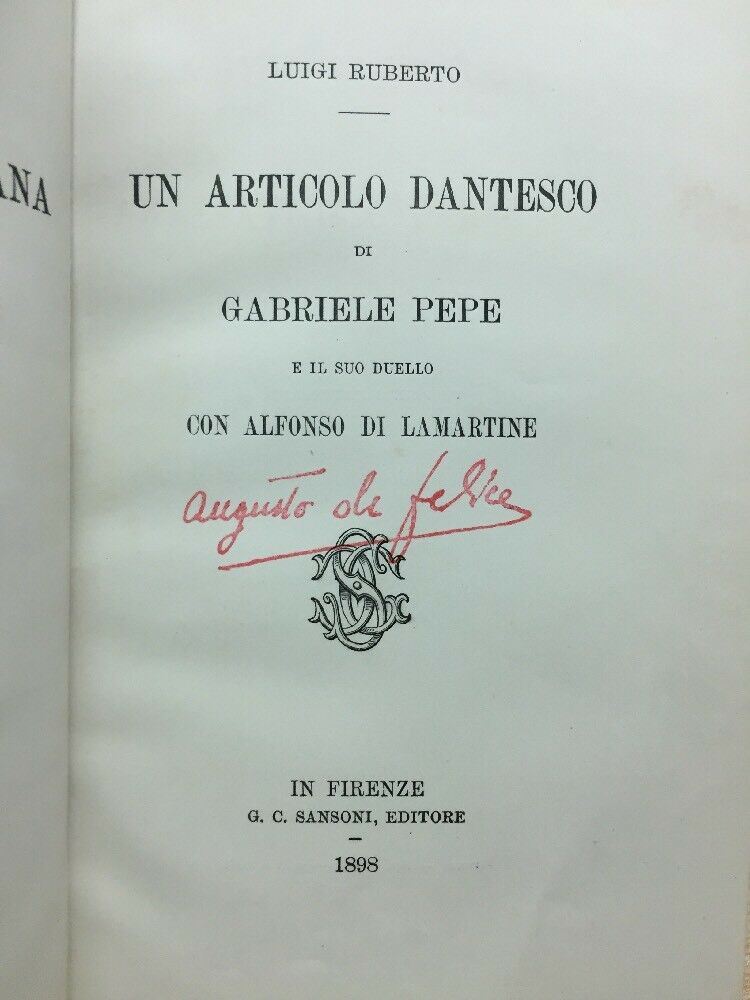 ANA
LUIGI RUBERTO
UN ARTICOLO DANTESCO
DI
GABRIELE PEPE
E IL SUO DUELLO
CON ALFONSO DI LAMARTINE
Augusto de felice
IN FIRENZE
G. C. SANSONI, EDITORE
1898